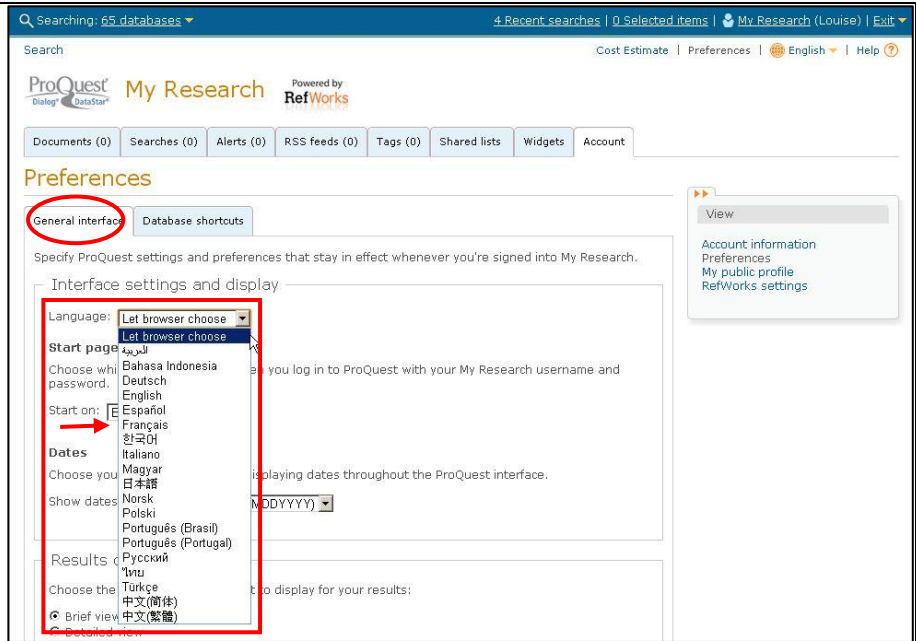 Searching: 65 databases 4 Recent searches | 0 Selected items | My Research (Louise) | Exit
Search Cost Estimate | Preferences | English | Help ?
ProQuest
Dialog® DataStar®
My Research
Powered by
RefWorks
Documents (0) Searches (0) Alerts (0) RSS feeds (0) Tags (0) Shared lists Widgets Account
Preferences
General interface Database shortcuts
Specify ProQuest settings and preferences that stay in effect whenever you're signed into My Research.
Interface settings and display
Language: Let browser choose
Let browser choose
العربية
Bahasa Indonesia
Deutsch
English
Español
Français
한국어
Italiano
Magyar
日本語
Norsk
Polski
Português (Brasil)
Português (Portugal)
Русский
ไทย
Türkçe
中文(简体)
中文(繁體)
Start page
Choose whi you log in to ProQuest with your My Research username and
password.
Start on: E
Dates
Choose you displaying dates throughout the ProQuest interface.
Show dates MDDYYYY)
Results
Choose the to display for your results:
Brief view
Detailed view
View
Account information
Preferences
My public profile
RefWorks settings